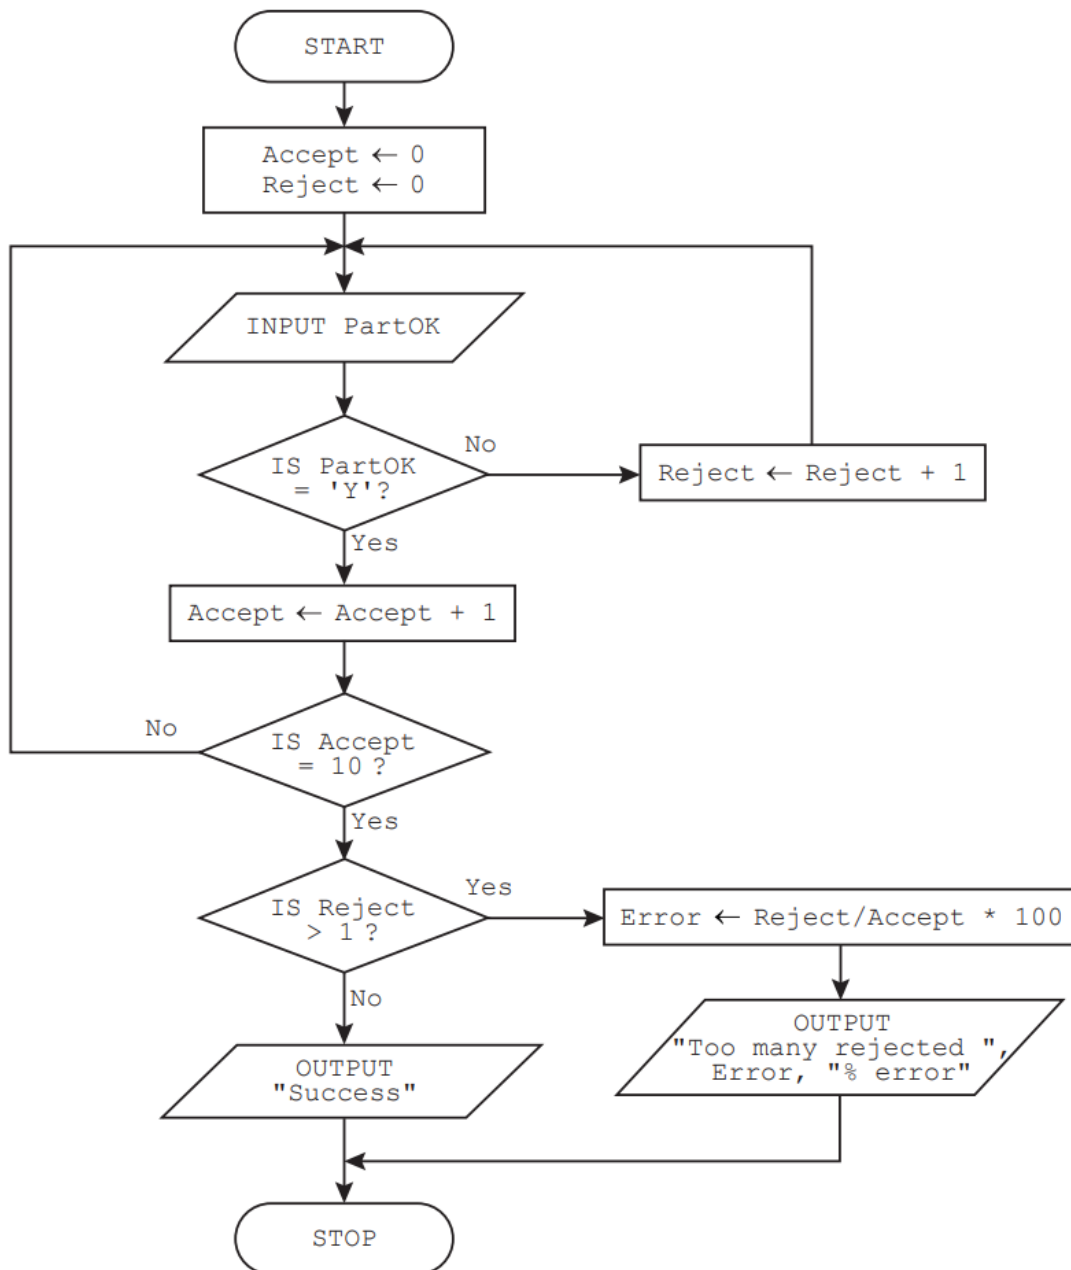 START
Accept ← 0
Reject ← 0
INPUT PartOK
IS PartOK
= 'Y'?
No
Reject ← Reject + 1
Yes
Accept ← Accept + 1
No
IS Accept
= 10 ?
Yes
IS Reject
> 1 ?
Yes
Error ← Reject/Accept * 100
No
OUTPUT
"Too many rejected ",
Error, "% error"
OUTPUT
"Success"
STOP